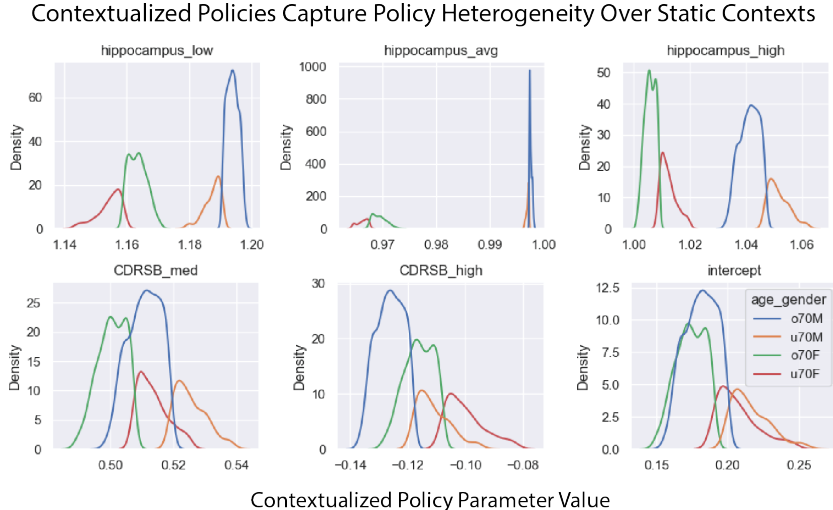 Contextualized Policies Capture Policy Heterogeneity Over Static Contexts
hippocampus_low
hippocampus_avg
hippocampus_high
Density
60
40
20
0
1.14 1.16 1.18 1.20
Density
1000
800
600
400
200
0
0.97 0.98 0.99 1.00
Density
50
40
30
20
10
0
1.00 1.02 1.04 1.06
CDRSB_med
CDRSB_high
intercept
Density
25
20
15
10
5
0
0.50 0.52 0.54
Density
30
20
10
0
−0.14 −0.12 −0.10 −0.08
Density
12.5
10.0
7.5
5.0
2.5
0.0
0.15 0.20 0.25
age_gender
o70M
u70M
o70F
u70F
Contextualized Policy Parameter Value